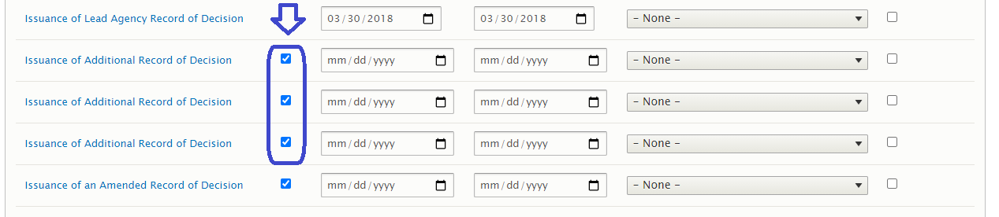 Issuance of Lead Agency Record of Decision 03/30/2018 03/30/2018 – None –
Issuance of Additional Record of Decision mm/dd/yyyy mm/dd/yyyy – None –
Issuance of Additional Record of Decision mm/dd/yyyy mm/dd/yyyy – None –
Issuance of Additional Record of Decision mm/dd/yyyy mm/dd/yyyy – None –
Issuance of an Amended Record of Decision mm/dd/yyyy mm/dd/yyyy – None –